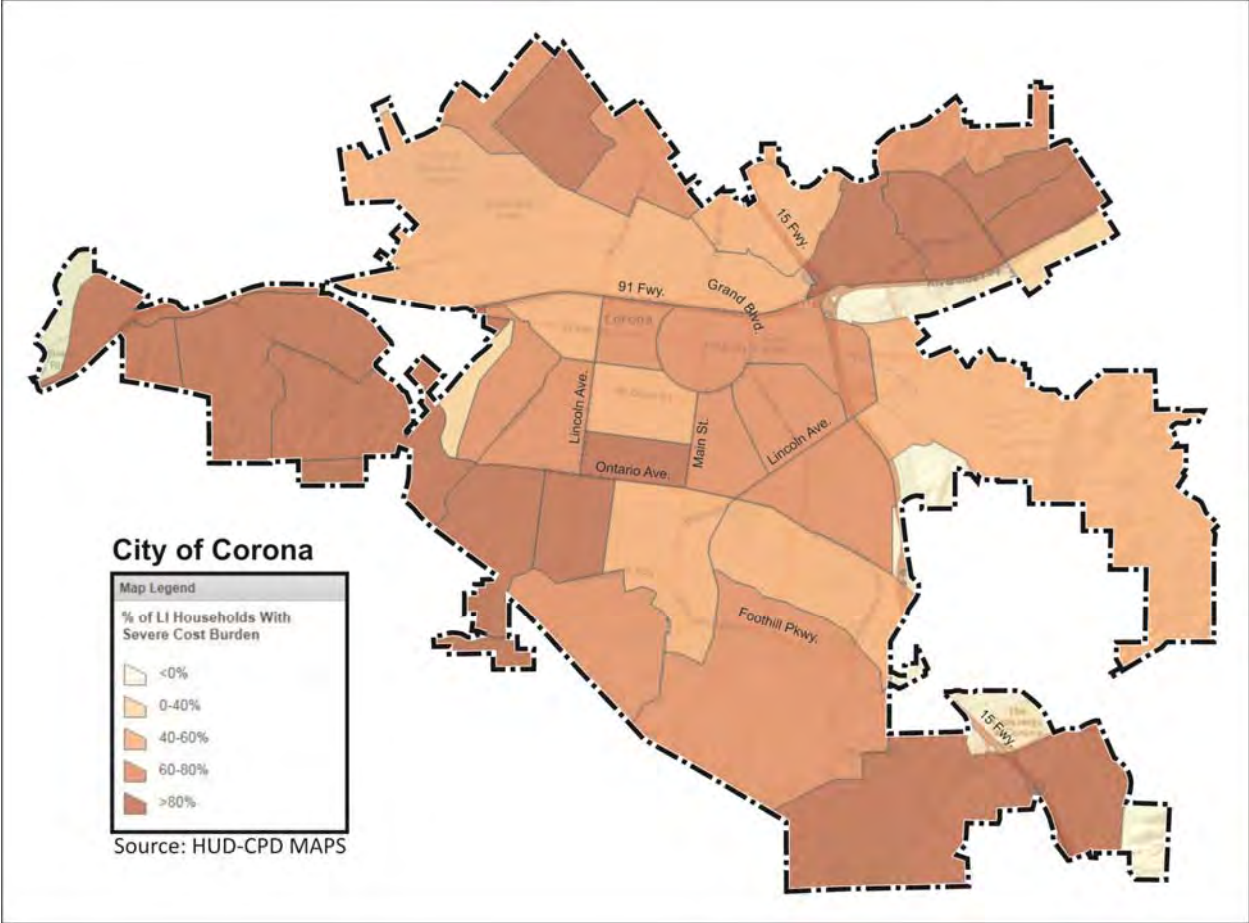 15 Fwy.
91 Fwy.
Grand Blvd.
Corona
Lincoln Ave.
Main St.
Lincoln Ave.
Ontario Ave.
Foothill Pkwy.
15 Fwy.
City of Corona
Map Legend
% of LI Households With
Severe Cost Burden
<0%
0-40%
40-60%
60-80%
>80%
Source: HUD-CPD MAPS